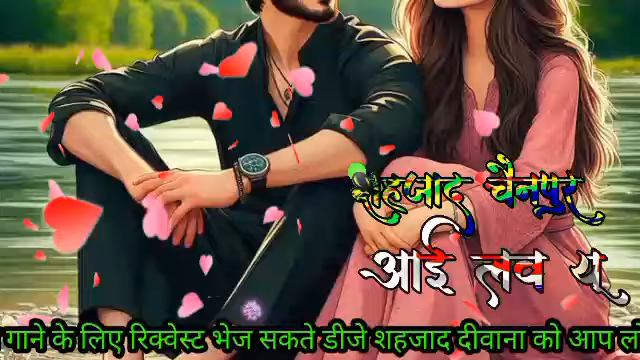 शहजाद चैनपुर
आई लव यू
गाने के लिए रिक्वेस्ट भेज सकते डीजे शहजाद दीवाना को आप